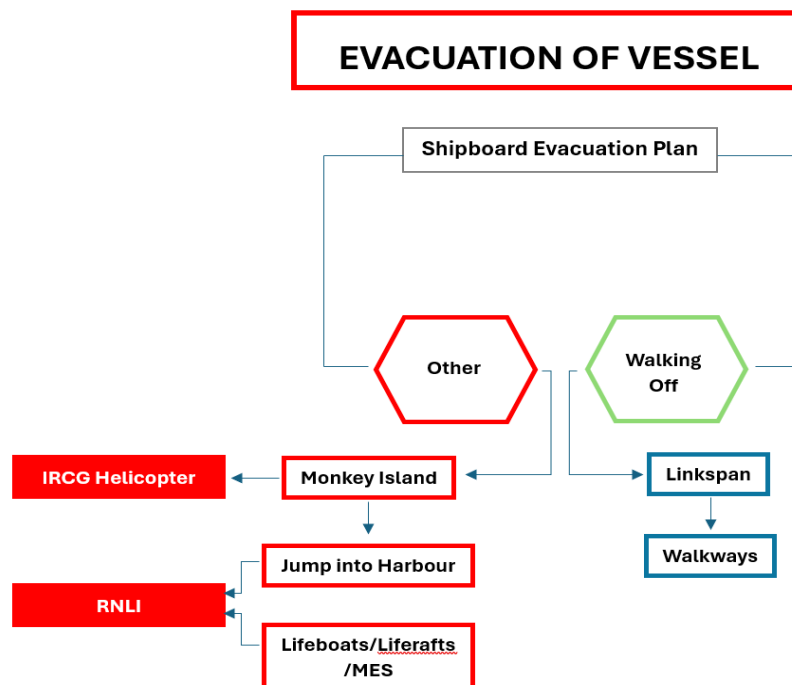 EVACUATION OF VESSEL
Shipboard Evacuation Plan
Other
Walking
Off
IRCG Helicopter
Monkey Island
Linkspan
Jump into Harbour
Walkways
RNLI
Lifeboats/Liferafts
/MES